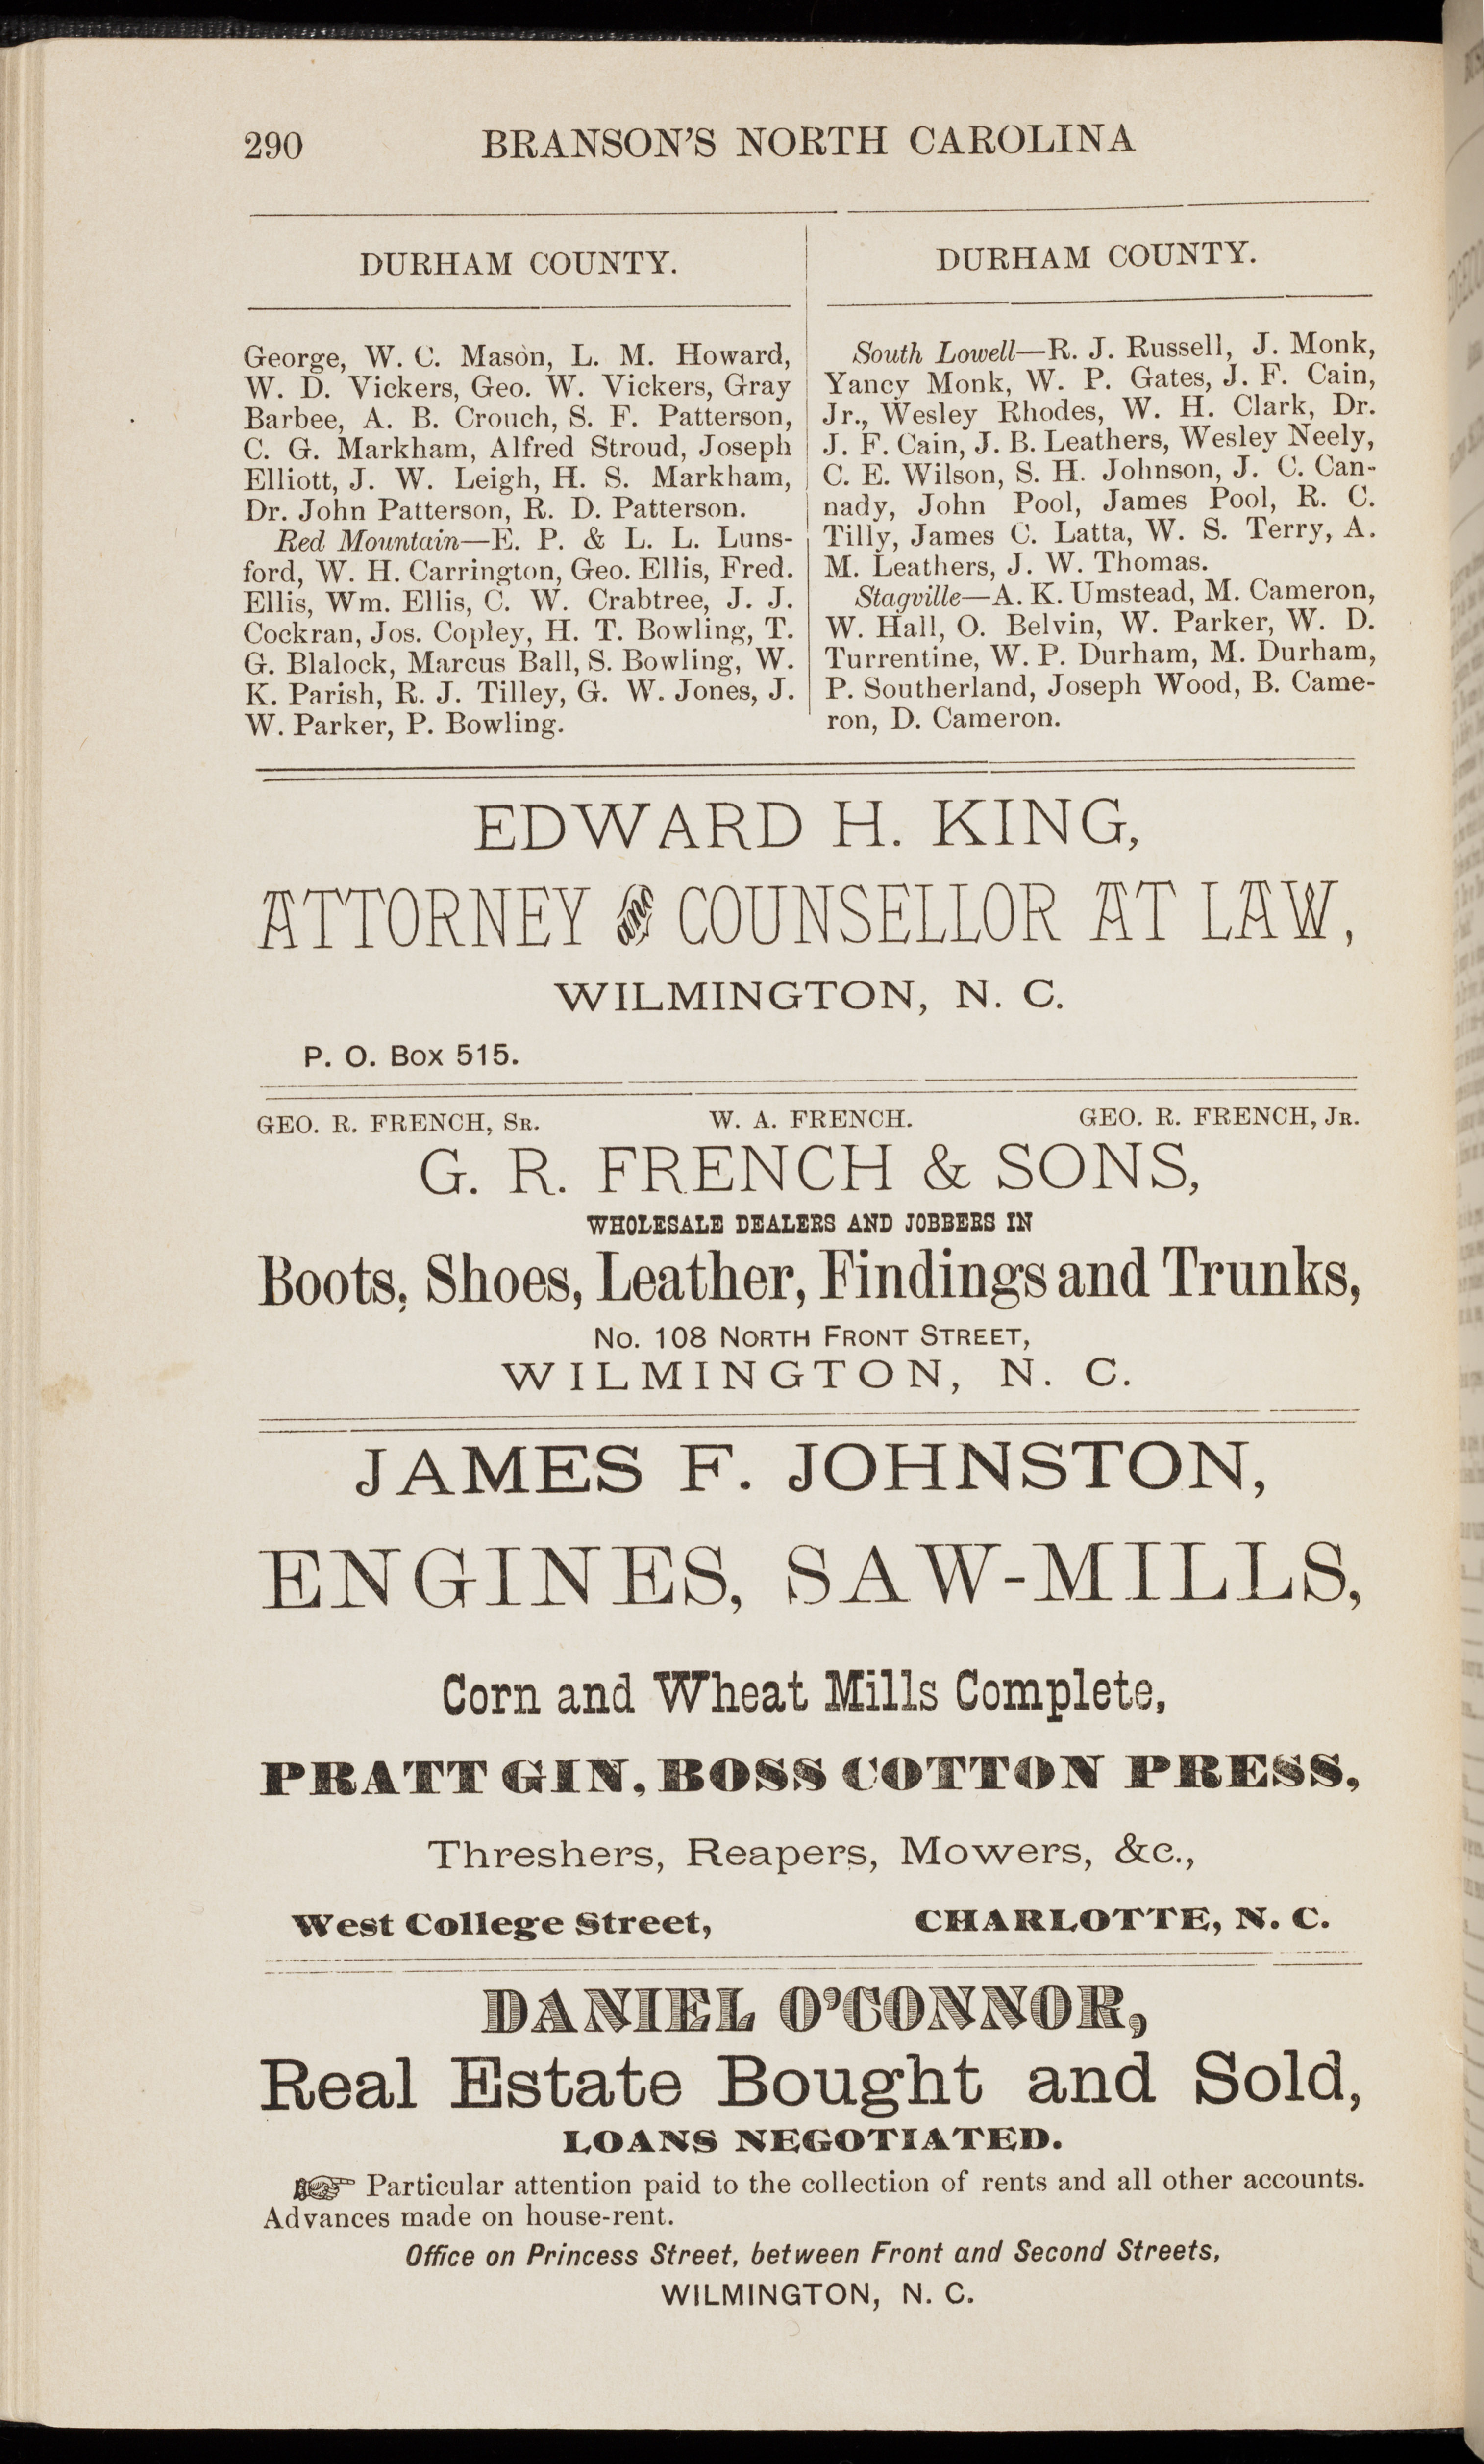 290 BRANSON'S NORTH CAROLINA
DURHAM COUNTY.
George, W. C. Mason, L. M. Howard,
W. D. Vickers, Geo. W. Vickers, Gray
Barbee, A. B. Crouch, S. F. Patterson,
C. G. Markham, Alfred Stroud, Joseph
Elliott, J. W. Leigh, H. S. Markham,
Dr. John Patterson, R. D. Patterson.
Red Mountain—E. P. & L. L. Luns-
ford, W. H. Carrington, Geo. Ellis, Fred.
Ellis, Wm. Ellis, C. W. Crabtree, J. J.
Cockran, Jos. Copley, H. T. Bowling, T.
G. Blalock, Marcus Ball, S. Bowling, W.
K. Parish, R. J. Tilley, G. W. Jones, J.
W. Parker, P. Bowling.
DURHAM COUNTY.
South Lowell—R. J. Russell, J. Monk,
Yancy Monk, W. P. Gates, J. F. Cain,
Jr., Wesley Rhodes, W. H. Clark, Dr.
J. F. Cain, J. B. Leathers, Wesley Neely,
C. E. Wilson, S. H. Johnson, J. C. Can-
nady, John Pool, James Pool, R. C.
Tilly, James C. Latta, W. S. Terry, A.
M. Leathers, J. W. Thomas.
Stagville—A. K. Umstead, M. Cameron,
W. Hall, O. Belvin, W. Parker, W. D.
Turrentine, W. P. Durham, M. Durham,
P. Southerland, Joseph Wood, B. Came-
ron, D. Cameron.
EDWARD H. KING,
ATTORNEY and COUNSELLOR AT LAW,
WILMINGTON, N. C.
P. O. Box 515.
GEO. R. FRENCH, SR. W. A. FRENCH. GEO. R. FRENCH, JR.
G. R. FRENCH & SONS,
WHOLESALE DEALERS AND JOBBERS IN
Boots, Shoes, Leather, Findings and Trunks,
No. 108 NORTH FRONT STREET,
WILMINGTON, N. C.
JAMES F. JOHNSTON,
ENGINES, SAW-MILLS,
Corn and Wheat Mills Complete,
PRATT GIN, BOSS COTTON PRESS,
Threshers, Reapers, Mowers, &c.,
West College Street, CHARLOTTE, N. C.
DANIEL O'CONNOR,
Real Estate Bought and Sold,
LOANS NEGOTIATED.
☞ Particular attention paid to the collection of rents and all other accounts.
Advances made on house-rent.
Office on Princess Street, between Front and Second Streets,
WILMINGTON, N. C.